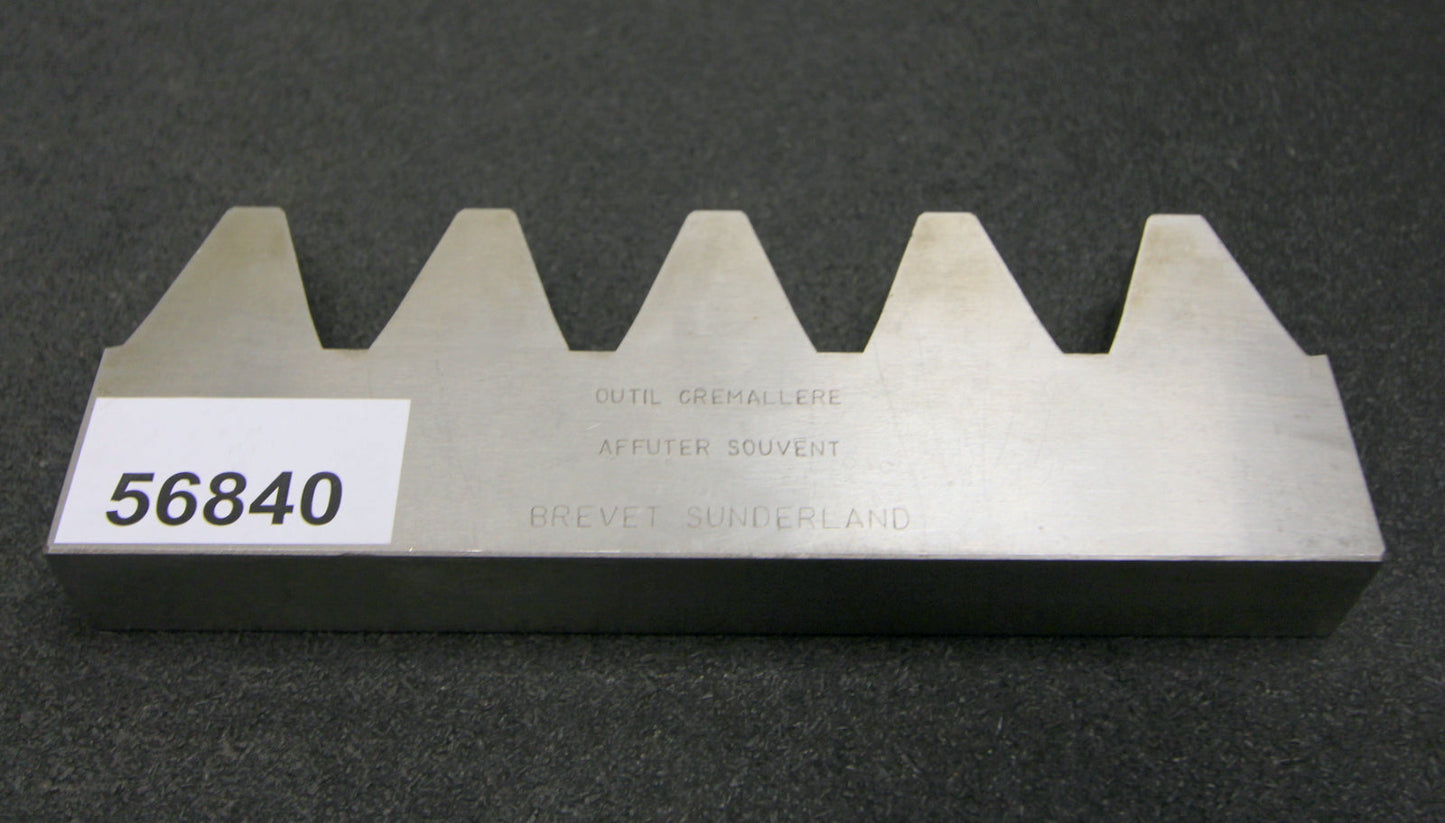 OUTIL CREMALLERE
AFFUTER SOUVENT
56840
BREVET SUNDERLAND